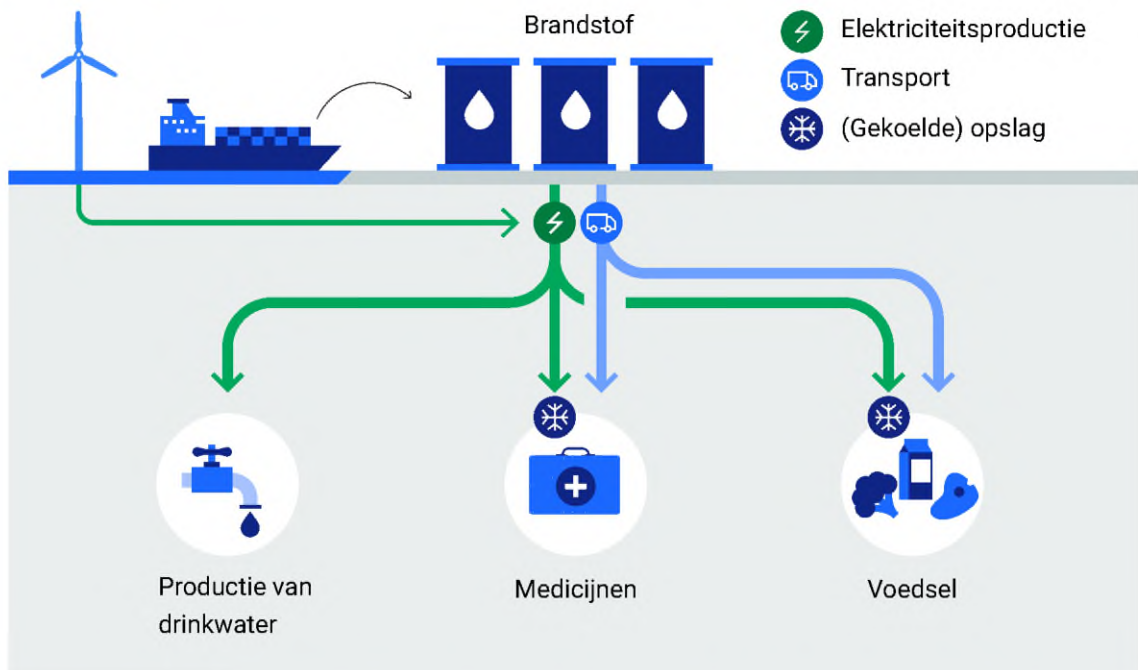 Brandstof
Elektriciteitsproductie
Transport
(Gekoelde) opslag
Productie van
drinkwater
Medicijnen
Voedsel